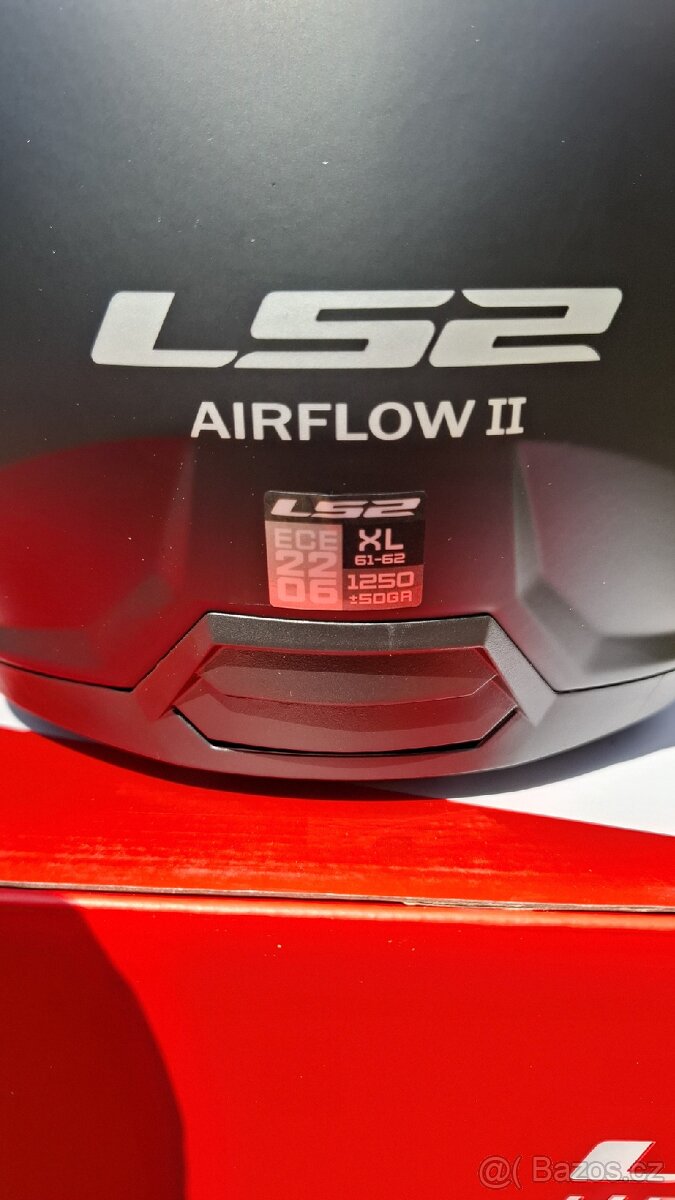 LS2
AIRFLOW II
LS2
ECE
22
06
XL
61-62
1250
±50GR
@( Bazos.cz